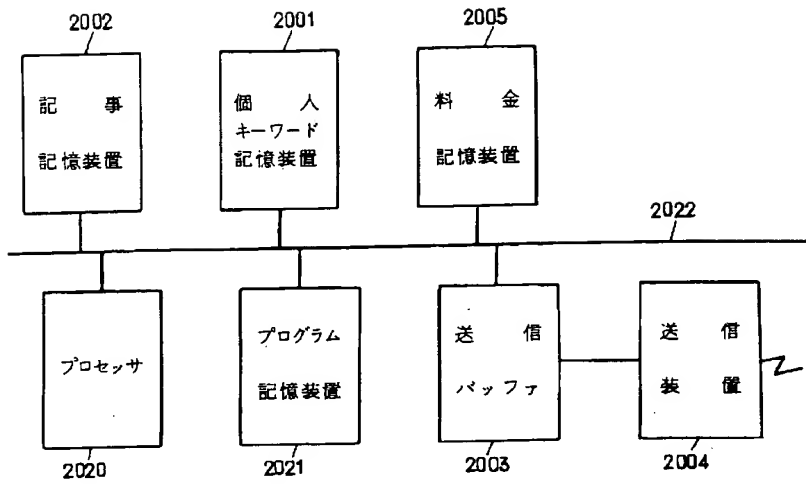 2002
2001
2005
記事
記憶装置
個人
キーワード
記憶装置
料金
記憶装置
2022
プロセッサ
プログラム
記憶装置
送信
バッファ
送信
装置
2020
2021
2003
2004